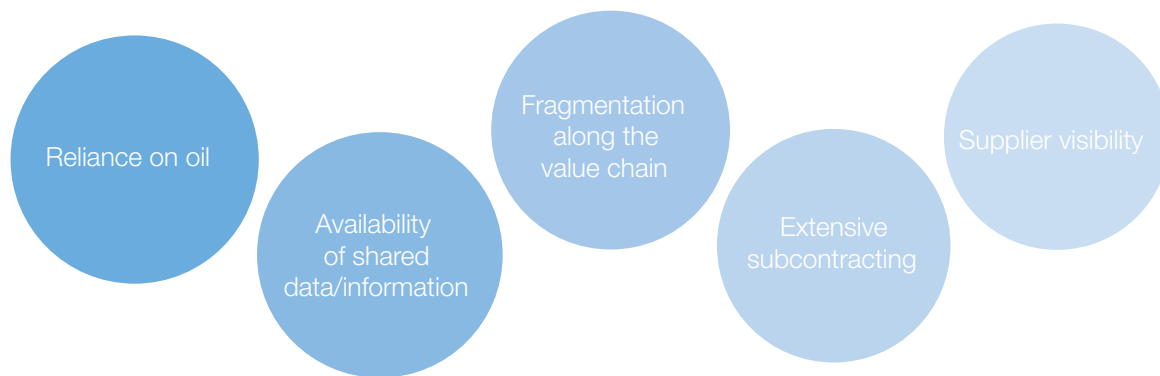 Reliance on oil
Availability
of shared
data/information
Fragmentation
along the
value chain
Extensive
subcontracting
Supplier visibility